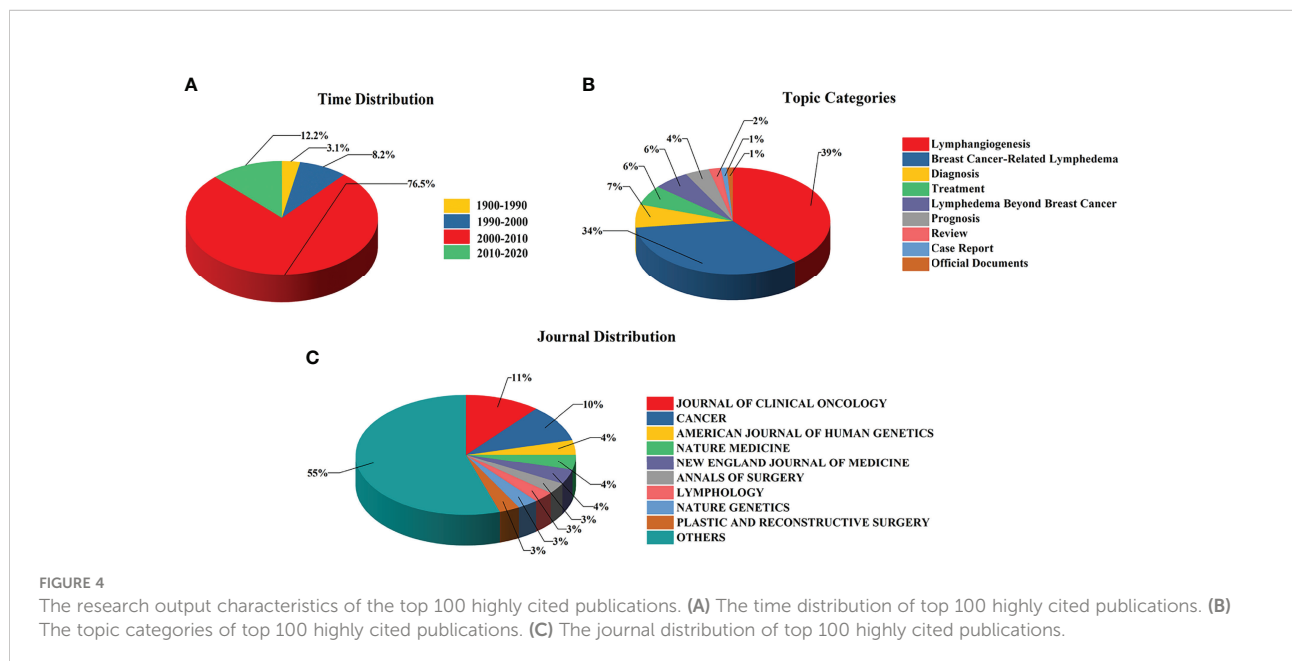 A
Time Distribution
12.2%
3.1%
8.2%
76.5%
1900-1990
1990-2000
2000-2010
2010-2020
B
Topic Categories
2%
4%
1%
6%
1%
6%
39%
7%
34%
Lymphangiogenesis
Breast Cancer-Related Lymphedema
Diagnosis
Treatment
Lymphedema Beyond Breast Cancer
Prognosis
Review
Case Report
Official Documents
Journal Distribution
C
11%
10%
4%
4%
4%
3%
3%
3%
3%
55%
JOURNAL OF CLINICAL ONCOLOGY
CANCER
AMERICAN JOURNAL OF HUMAN GENETICS
NATURE MEDICINE
NEW ENGLAND JOURNAL OF MEDICINE
ANNALS OF SURGERY
LYMPHOLOGY
NATURE GENETICS
PLASTIC AND RECONSTRUCTIVE SURGERY
OTHERS
FIGURE 4
The research output characteristics of the top 100 highly cited publications. (A) The time distribution of top 100 highly cited publications. (B)
The topic categories of top 100 highly cited publications. (C) The journal distribution of top 100 highly cited publications.